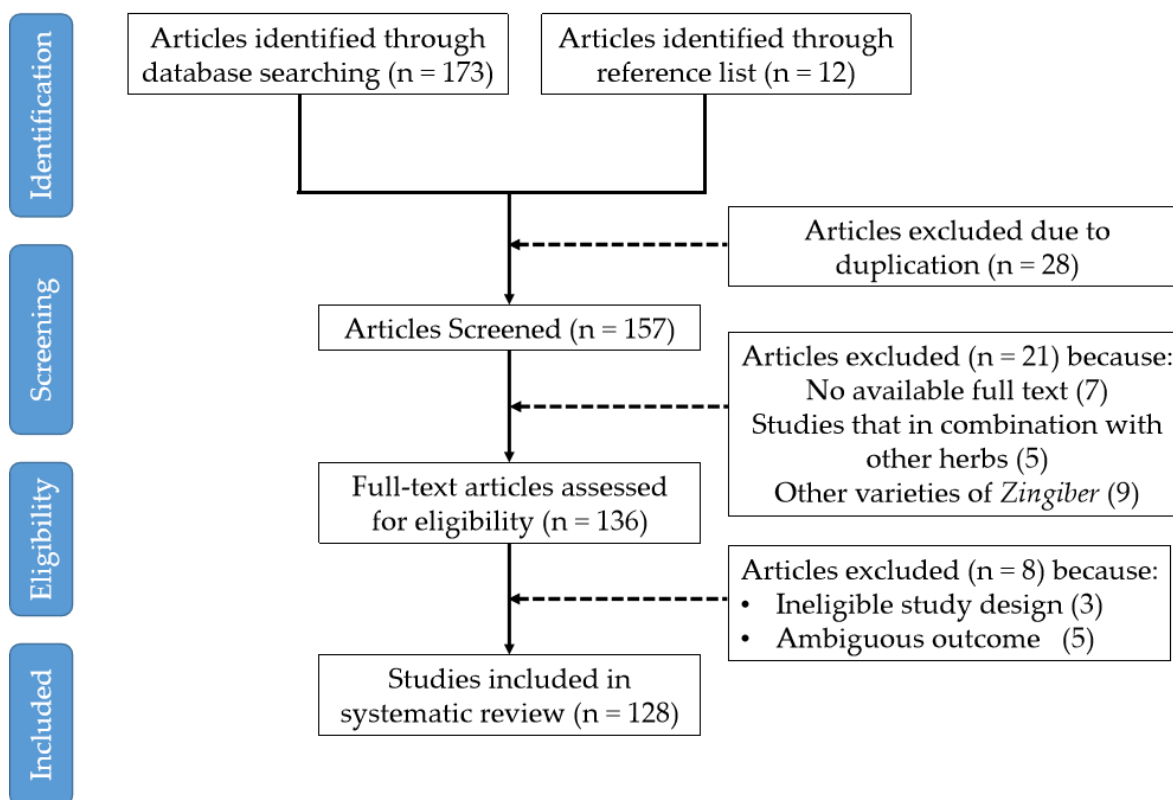 Identification
Articles identified through
database searching (n = 173)
Articles identified through
reference list (n = 12)
Articles excluded due to
duplication (n = 28)
Screening
Articles Screened (n = 157)
Articles excluded (n = 21) because:
No available full text (7)
Studies that in combination with
other herbs (5)
Other varieties of Zingiber (9)
Eligibility
Full-text articles assessed
for eligibility (n = 136)
Articles excluded (n = 8) because:
• Ineligible study design (3)
• Ambiguous outcome (5)
Included
Studies included in
systematic review (n = 128)